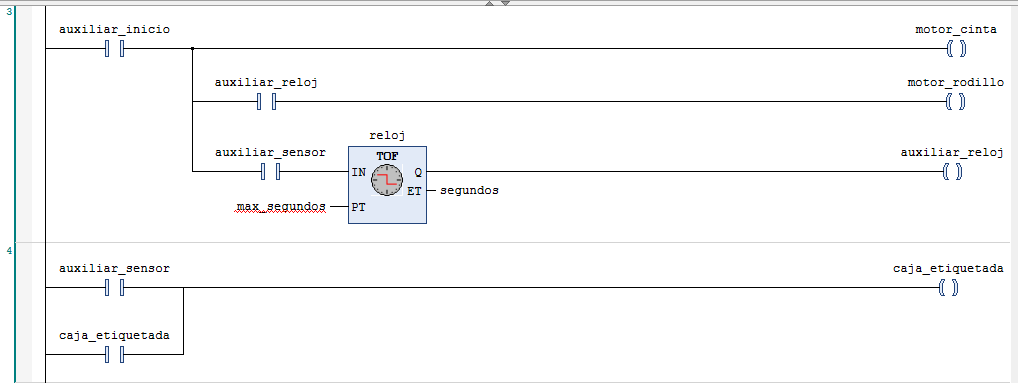 3
auxiliar_inicio
motor_cinta
auxiliar_reloj
motor_rodillo
reloj
auxiliar_sensor
TOF
auxiliar_reloj
IN
Q
ET
segundos
max_segundos
PT
4
auxiliar_sensor
caja_etiquetada
caja_etiquetada